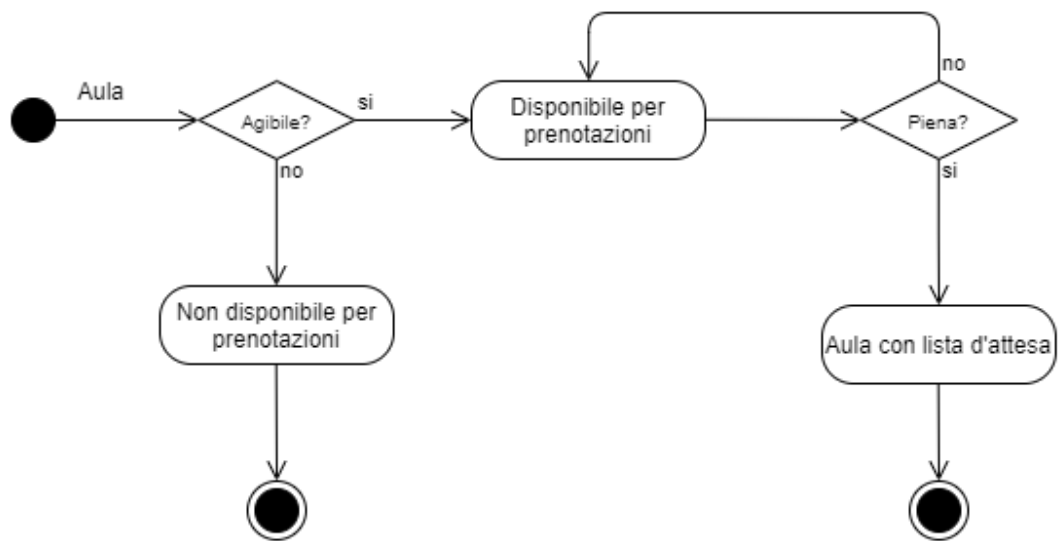 Aula
Agibile?
si
no
Disponibile per
prenotazioni
Piena?
no
si
Non disponibile per
prenotazioni
Aula con lista d'attesa